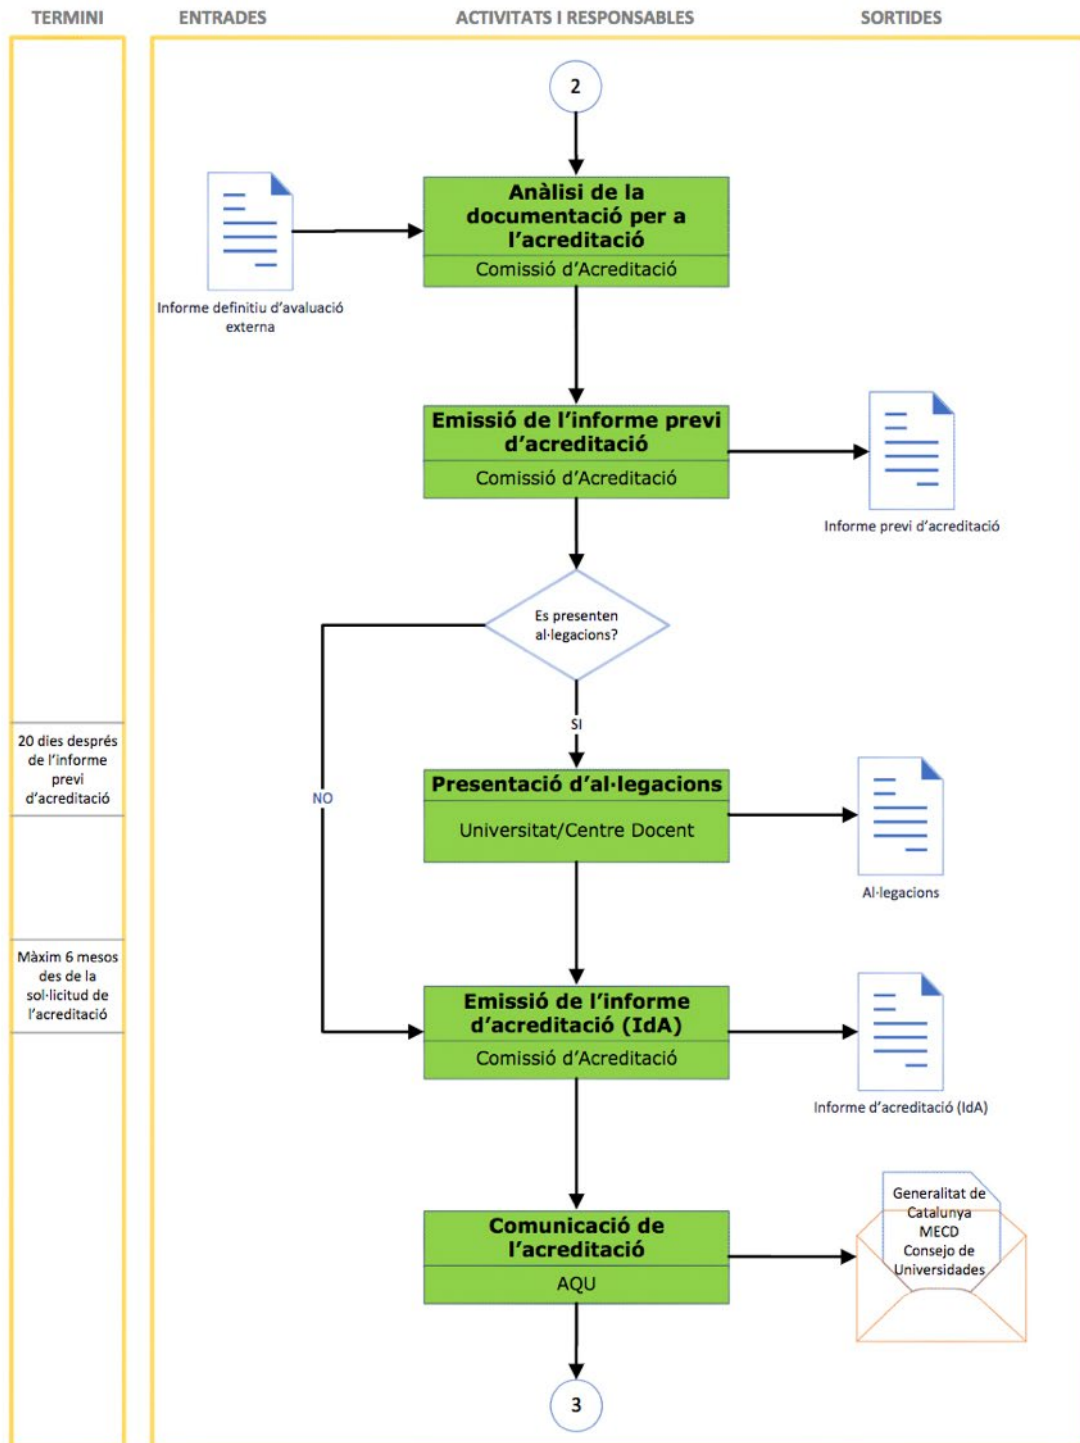 TERMINI
ENTRADES
ACTIVITATS I RESPONSABLES
SORTIDES
2
Anàlisi de la
documentació per a
l'acreditació
Comissió d'Acreditació
Informe definitiu d'avaluació
externa
Emissió de l'informe previ
d'acreditació
Comissió d'Acreditació
Informe previ d'acreditació
Es presenten
al·legacions?
SI
NO
20 dies després
de l'informe
previ
d'acreditació
Presentació d'al·legacions
Universitat/Centre Docent
Al·legacions
Màxim 6 mesos
des de la
sol·licitud de
l'acreditació
Emissió de l'informe
d'acreditació (IdA)
Comissió d'Acreditació
Informe d'acreditació (IdA)
Comunicació de
l'acreditació
AQU
Generalitat de
Catalunya
MECD
Consejo de
Universidades
3